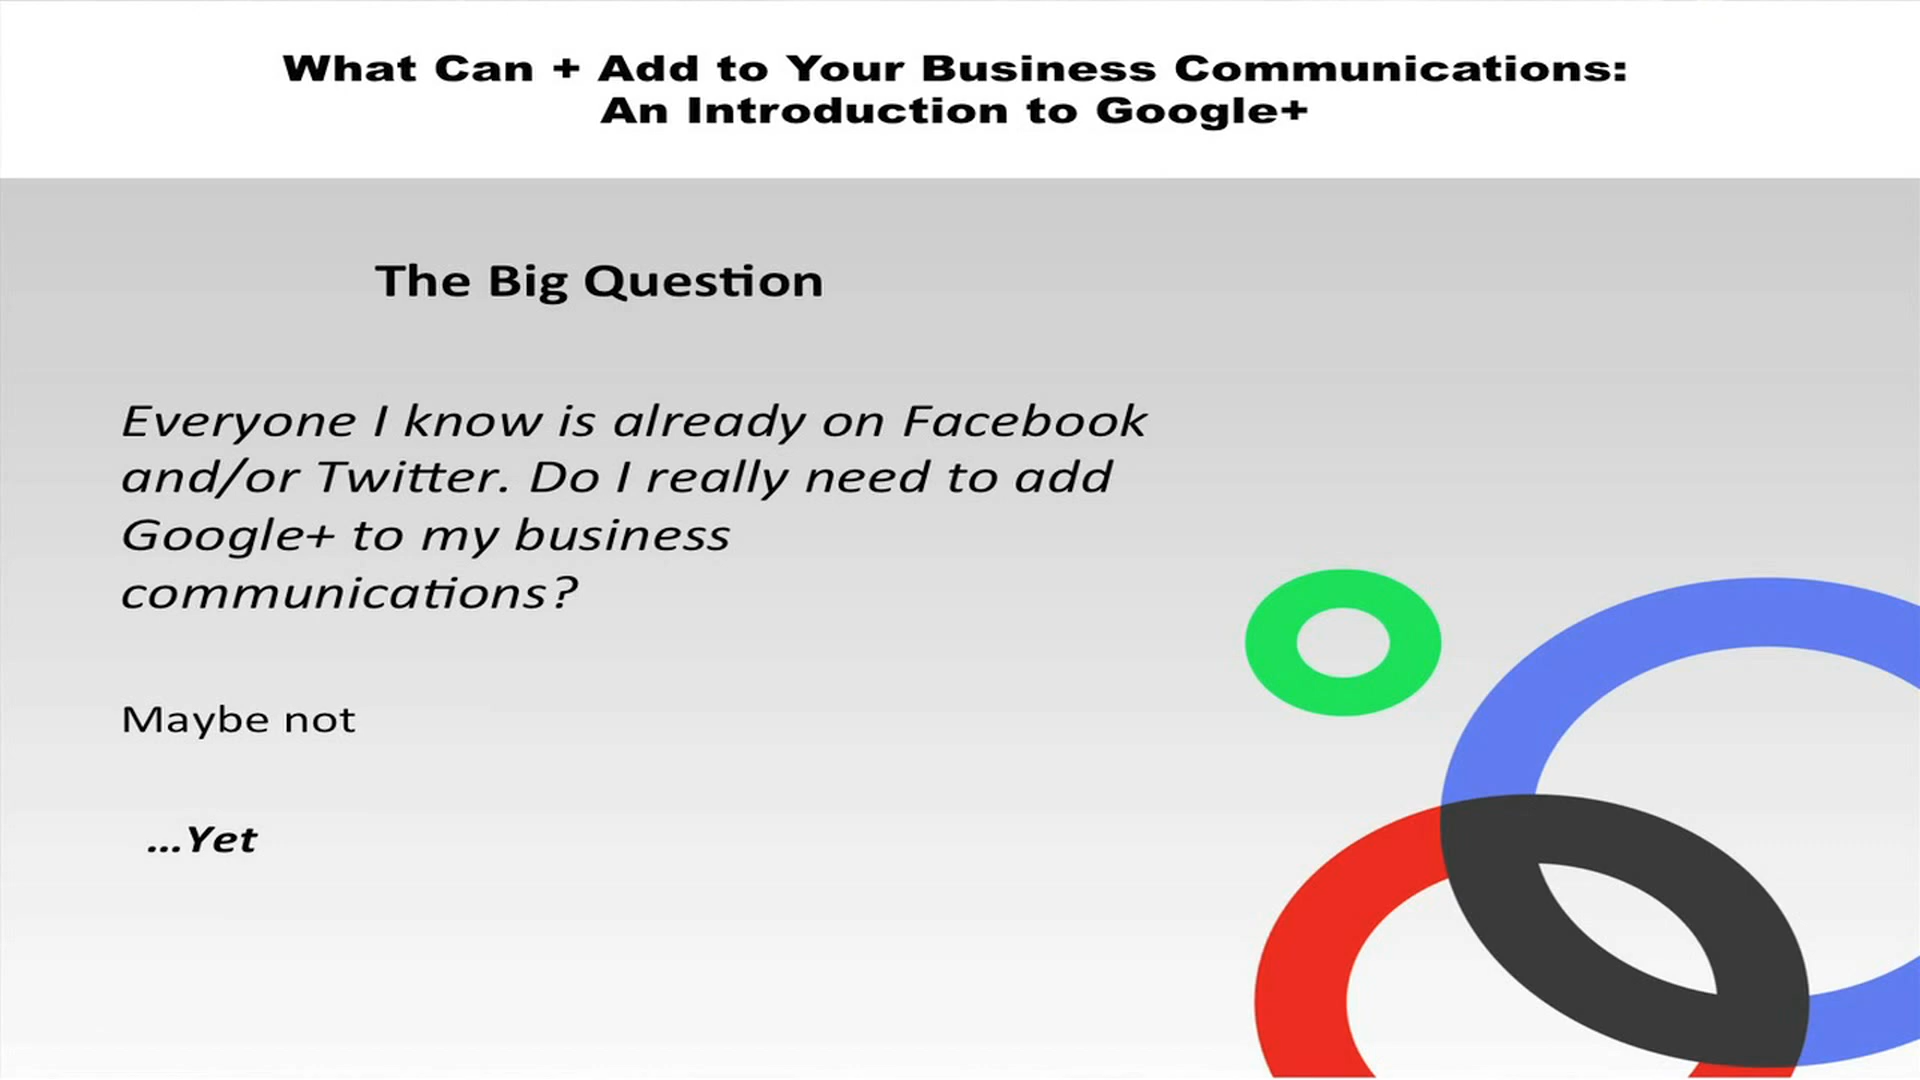 What Can + Add to Your Business Communications:
An Introduction to Google+
The Big Question
Everyone I know is already on Facebook
and/or Twitter. Do I really need to add
Google+ to my business
communications?
Maybe not
...Yet